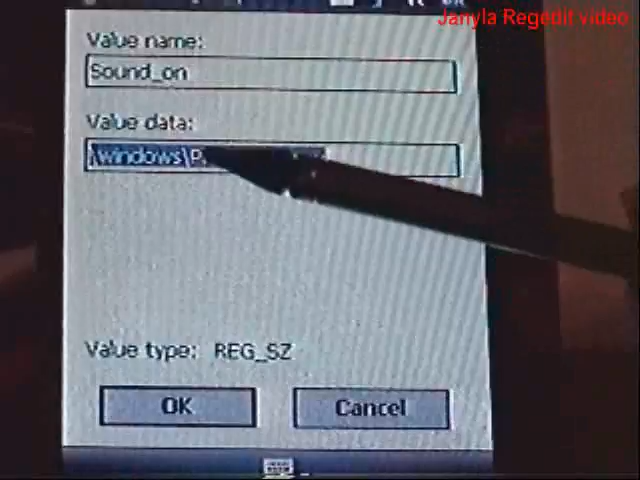 Janyla Regedit video
Value name:
Sound_on
Value data:
\windows\
Value type: REG_SZ
OK
Cancel